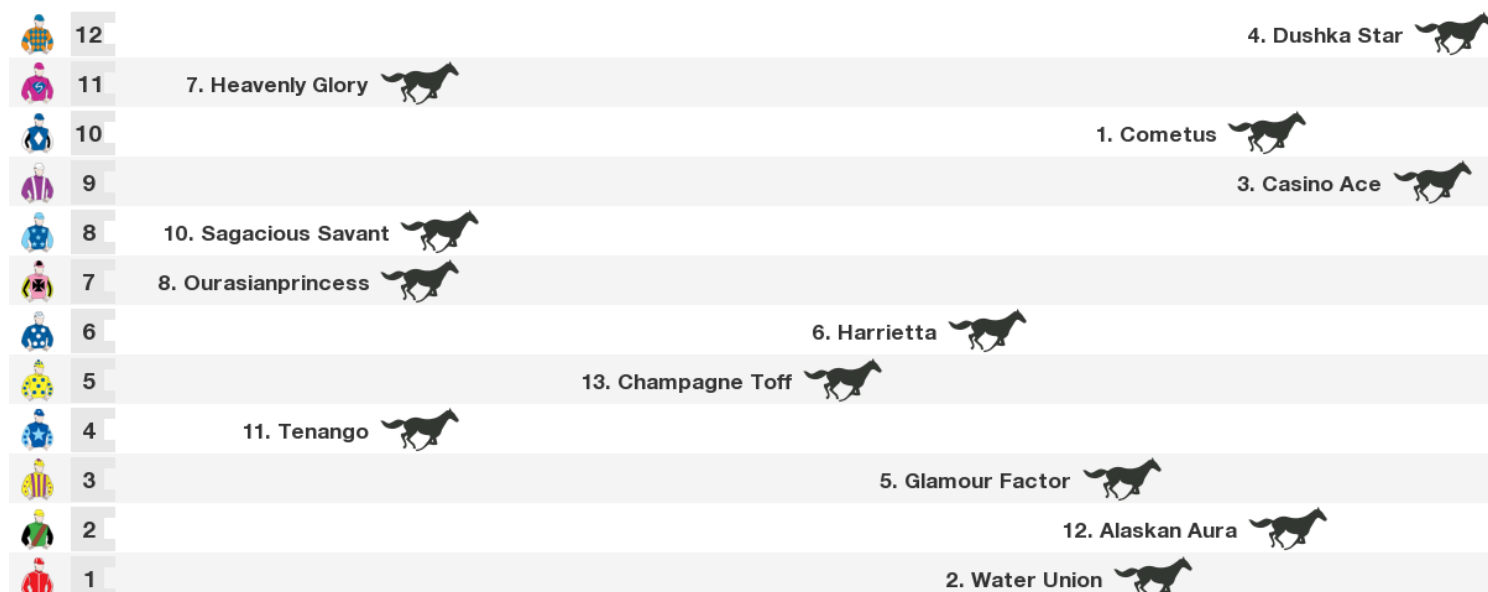 12 4. Dushka Star
11 7. Heavenly Glory
10 1. Cometus
9 3. Casino Ace
8 10. Sagacious Savant
7 8. Ourasianprincess
6 6. Harrietta
5 13. Champagne Toff
4 11. Tenango
3 5. Glamour Factor
2 12. Alaskan Aura
1 2. Water Union